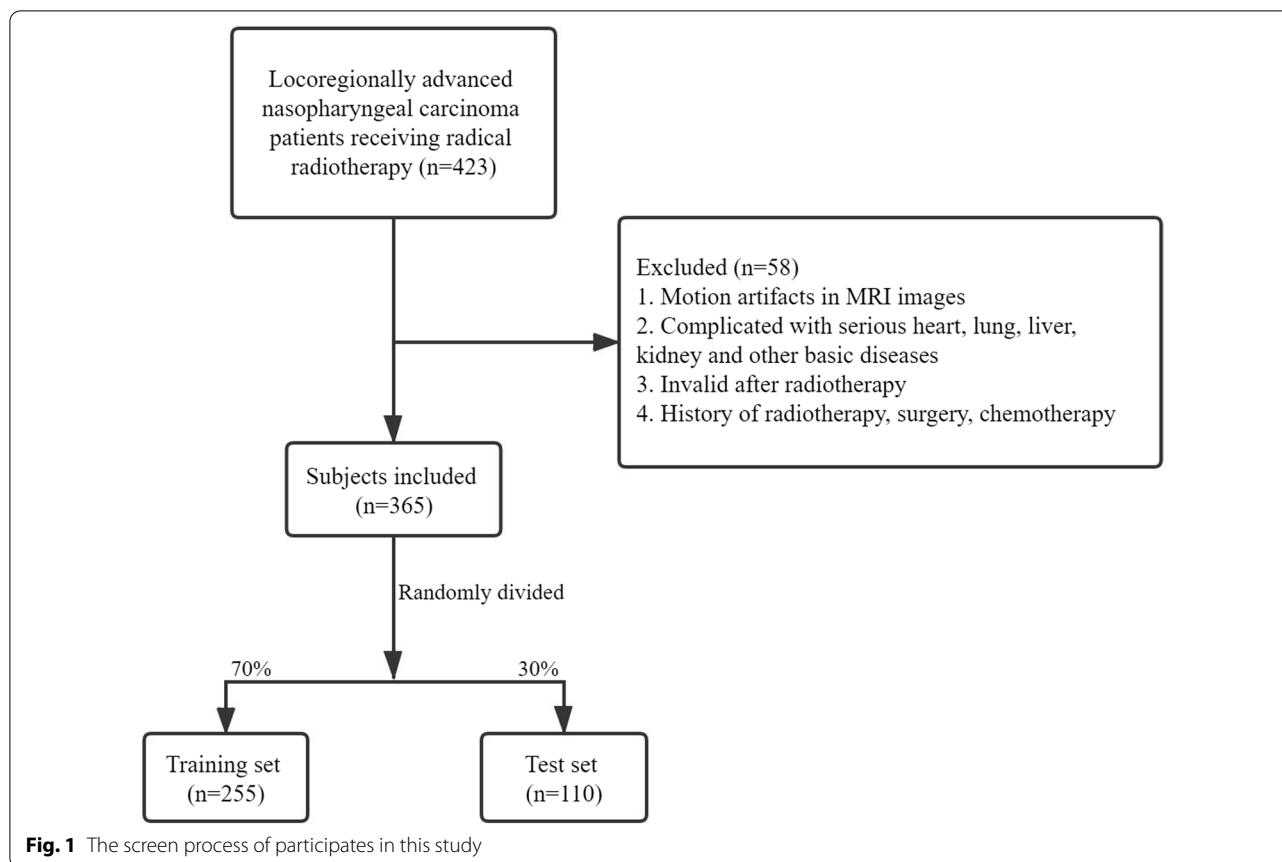 Locoregionally advanced
nasopharyngeal carcinoma
patients receiving radical
radiotherapy (n=423)
Excluded (n=58)
1. Motion artifacts in MRI images
2. Complicated with serious heart, lung, liver,
kidney and other basic diseases
3. Invalid after radiotherapy
4. History of radiotherapy, surgery, chemotherapy
Subjects included
(n=365)
Randomly divided
70%
30%
Training set
(n=255)
Test set
(n=110)
Fig. 1 The screen process of participates in this study